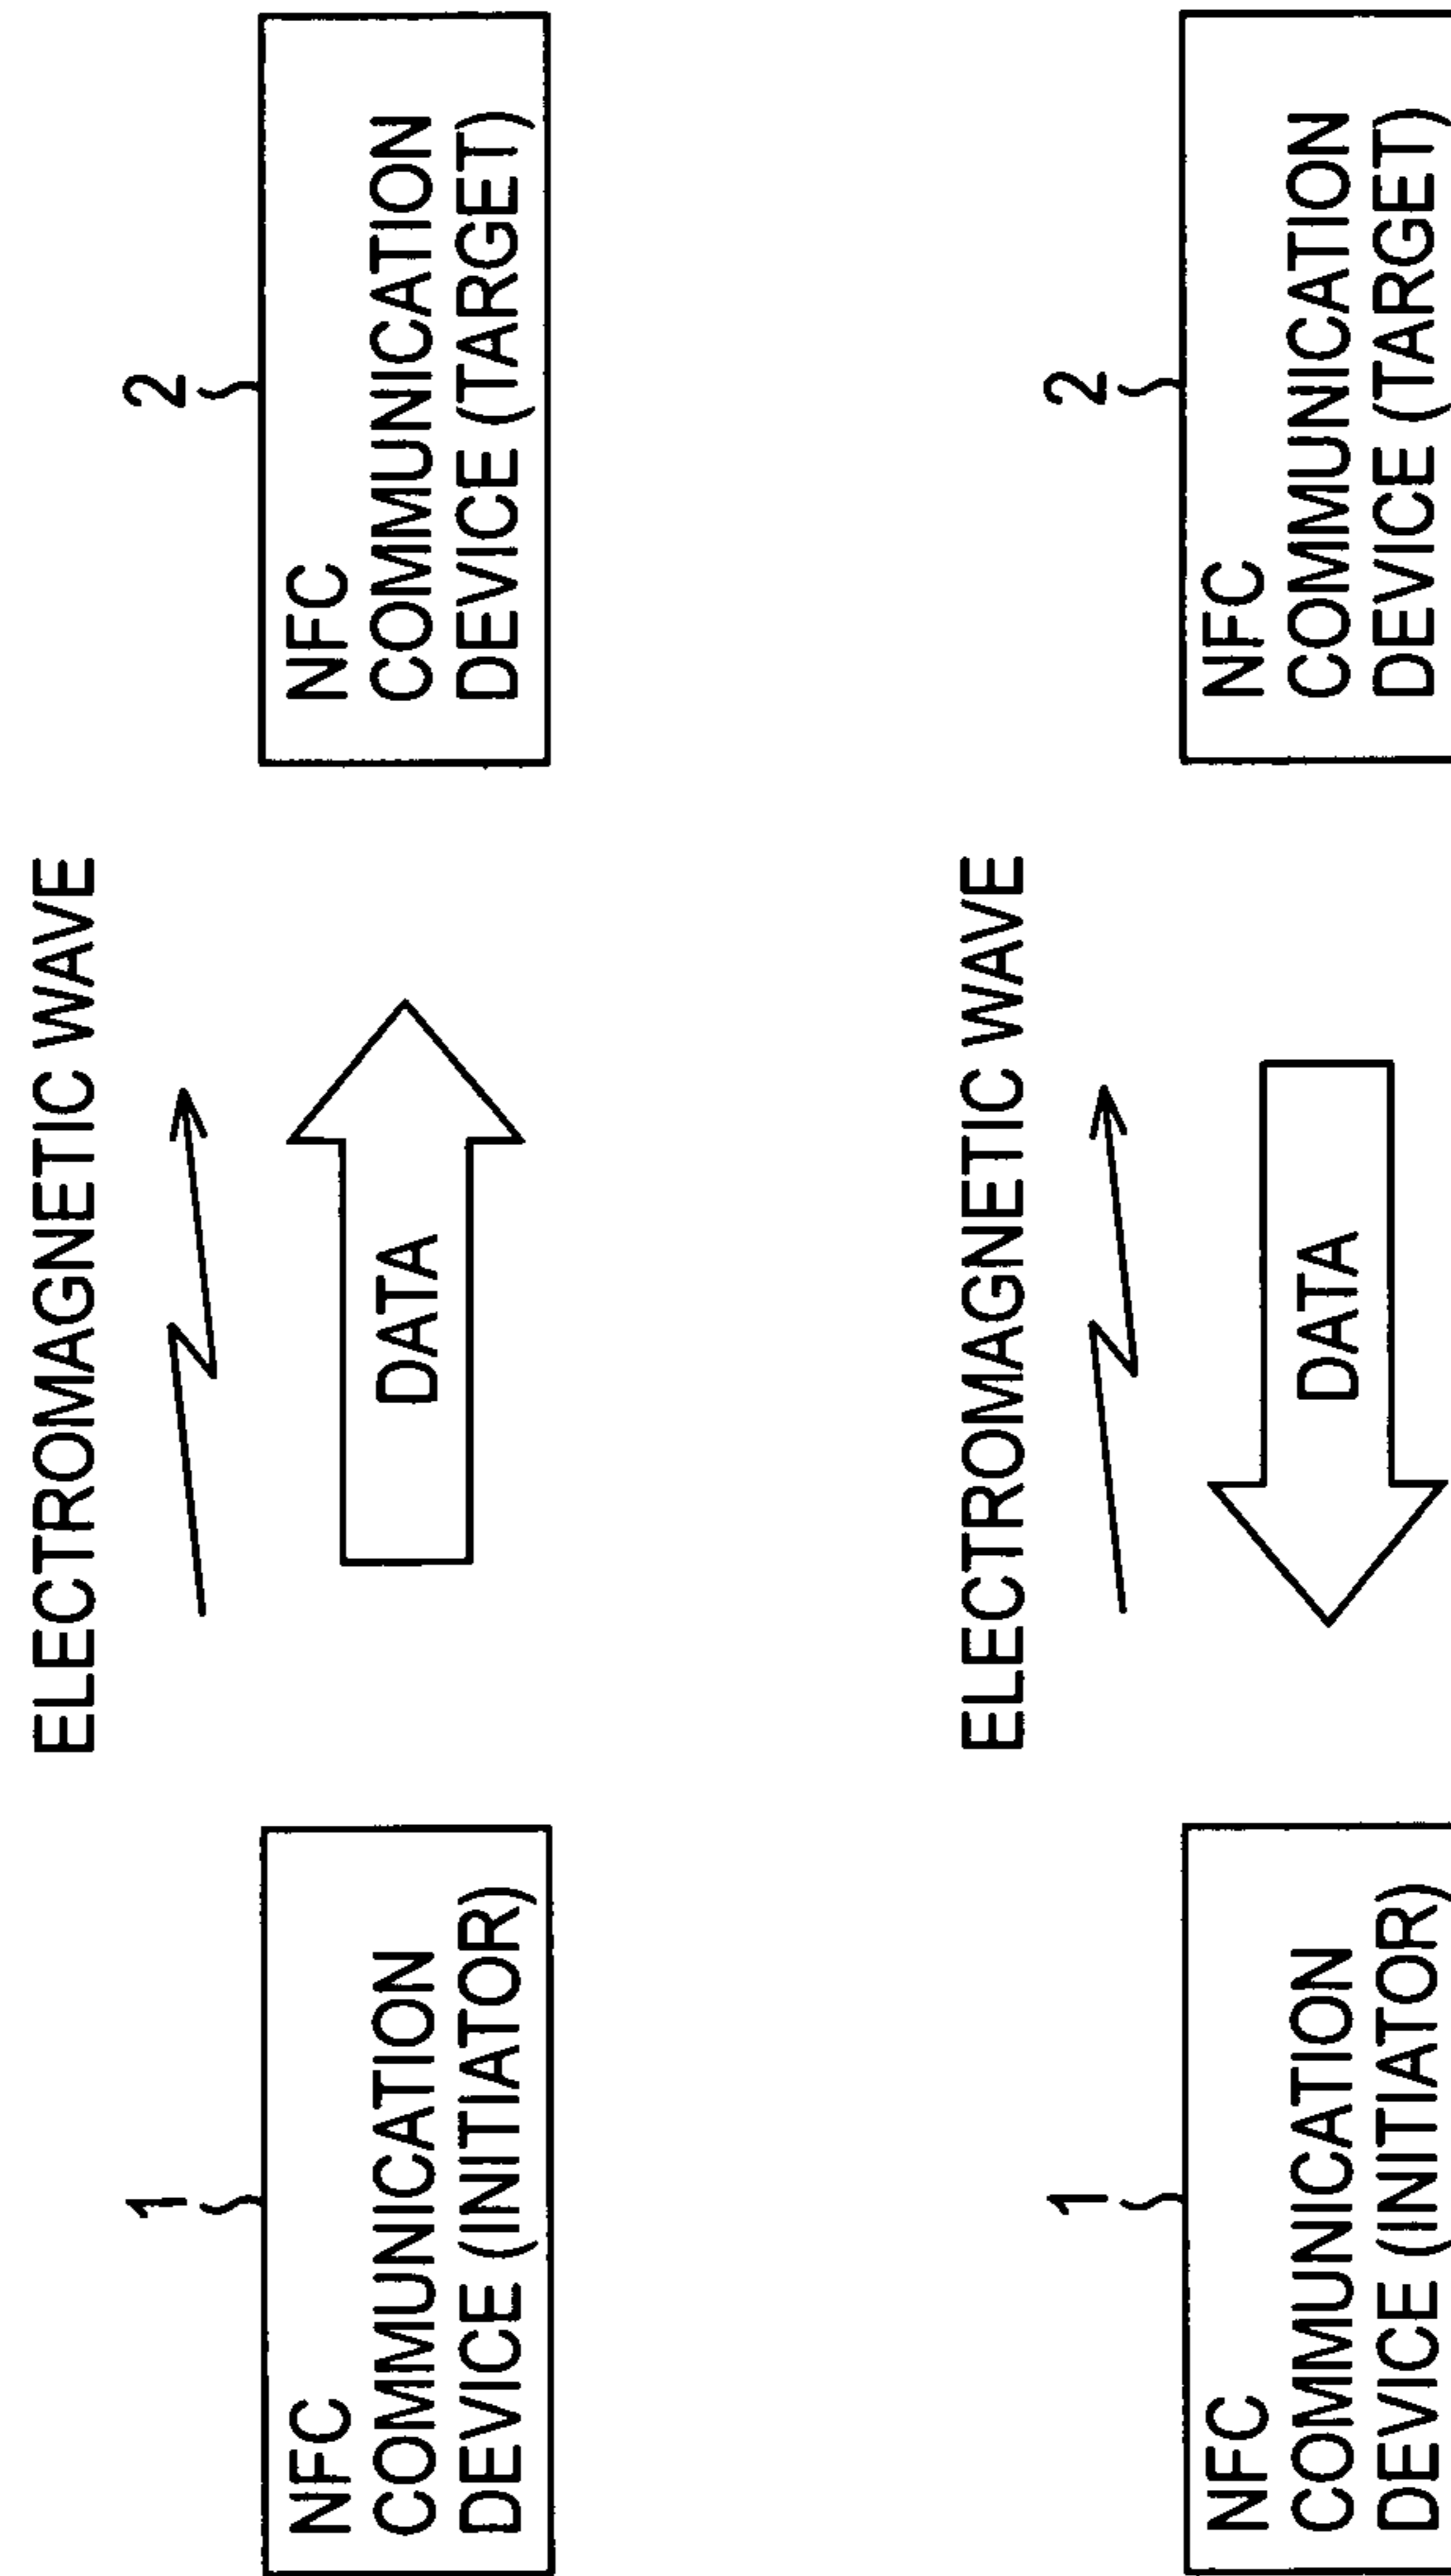 ELECTROMAGNETIC WAVE
1
2
NFC
COMMUNICATION
DEVICE (INITIATOR)
DATA
NFC
COMMUNICATION
DEVICE (TARGET)
ELECTROMAGNETIC WAVE
1
2
NFC
COMMUNICATION
DEVICE (INITIATOR)
DATA
NFC
COMMUNICATION
DEVICE (TARGET)